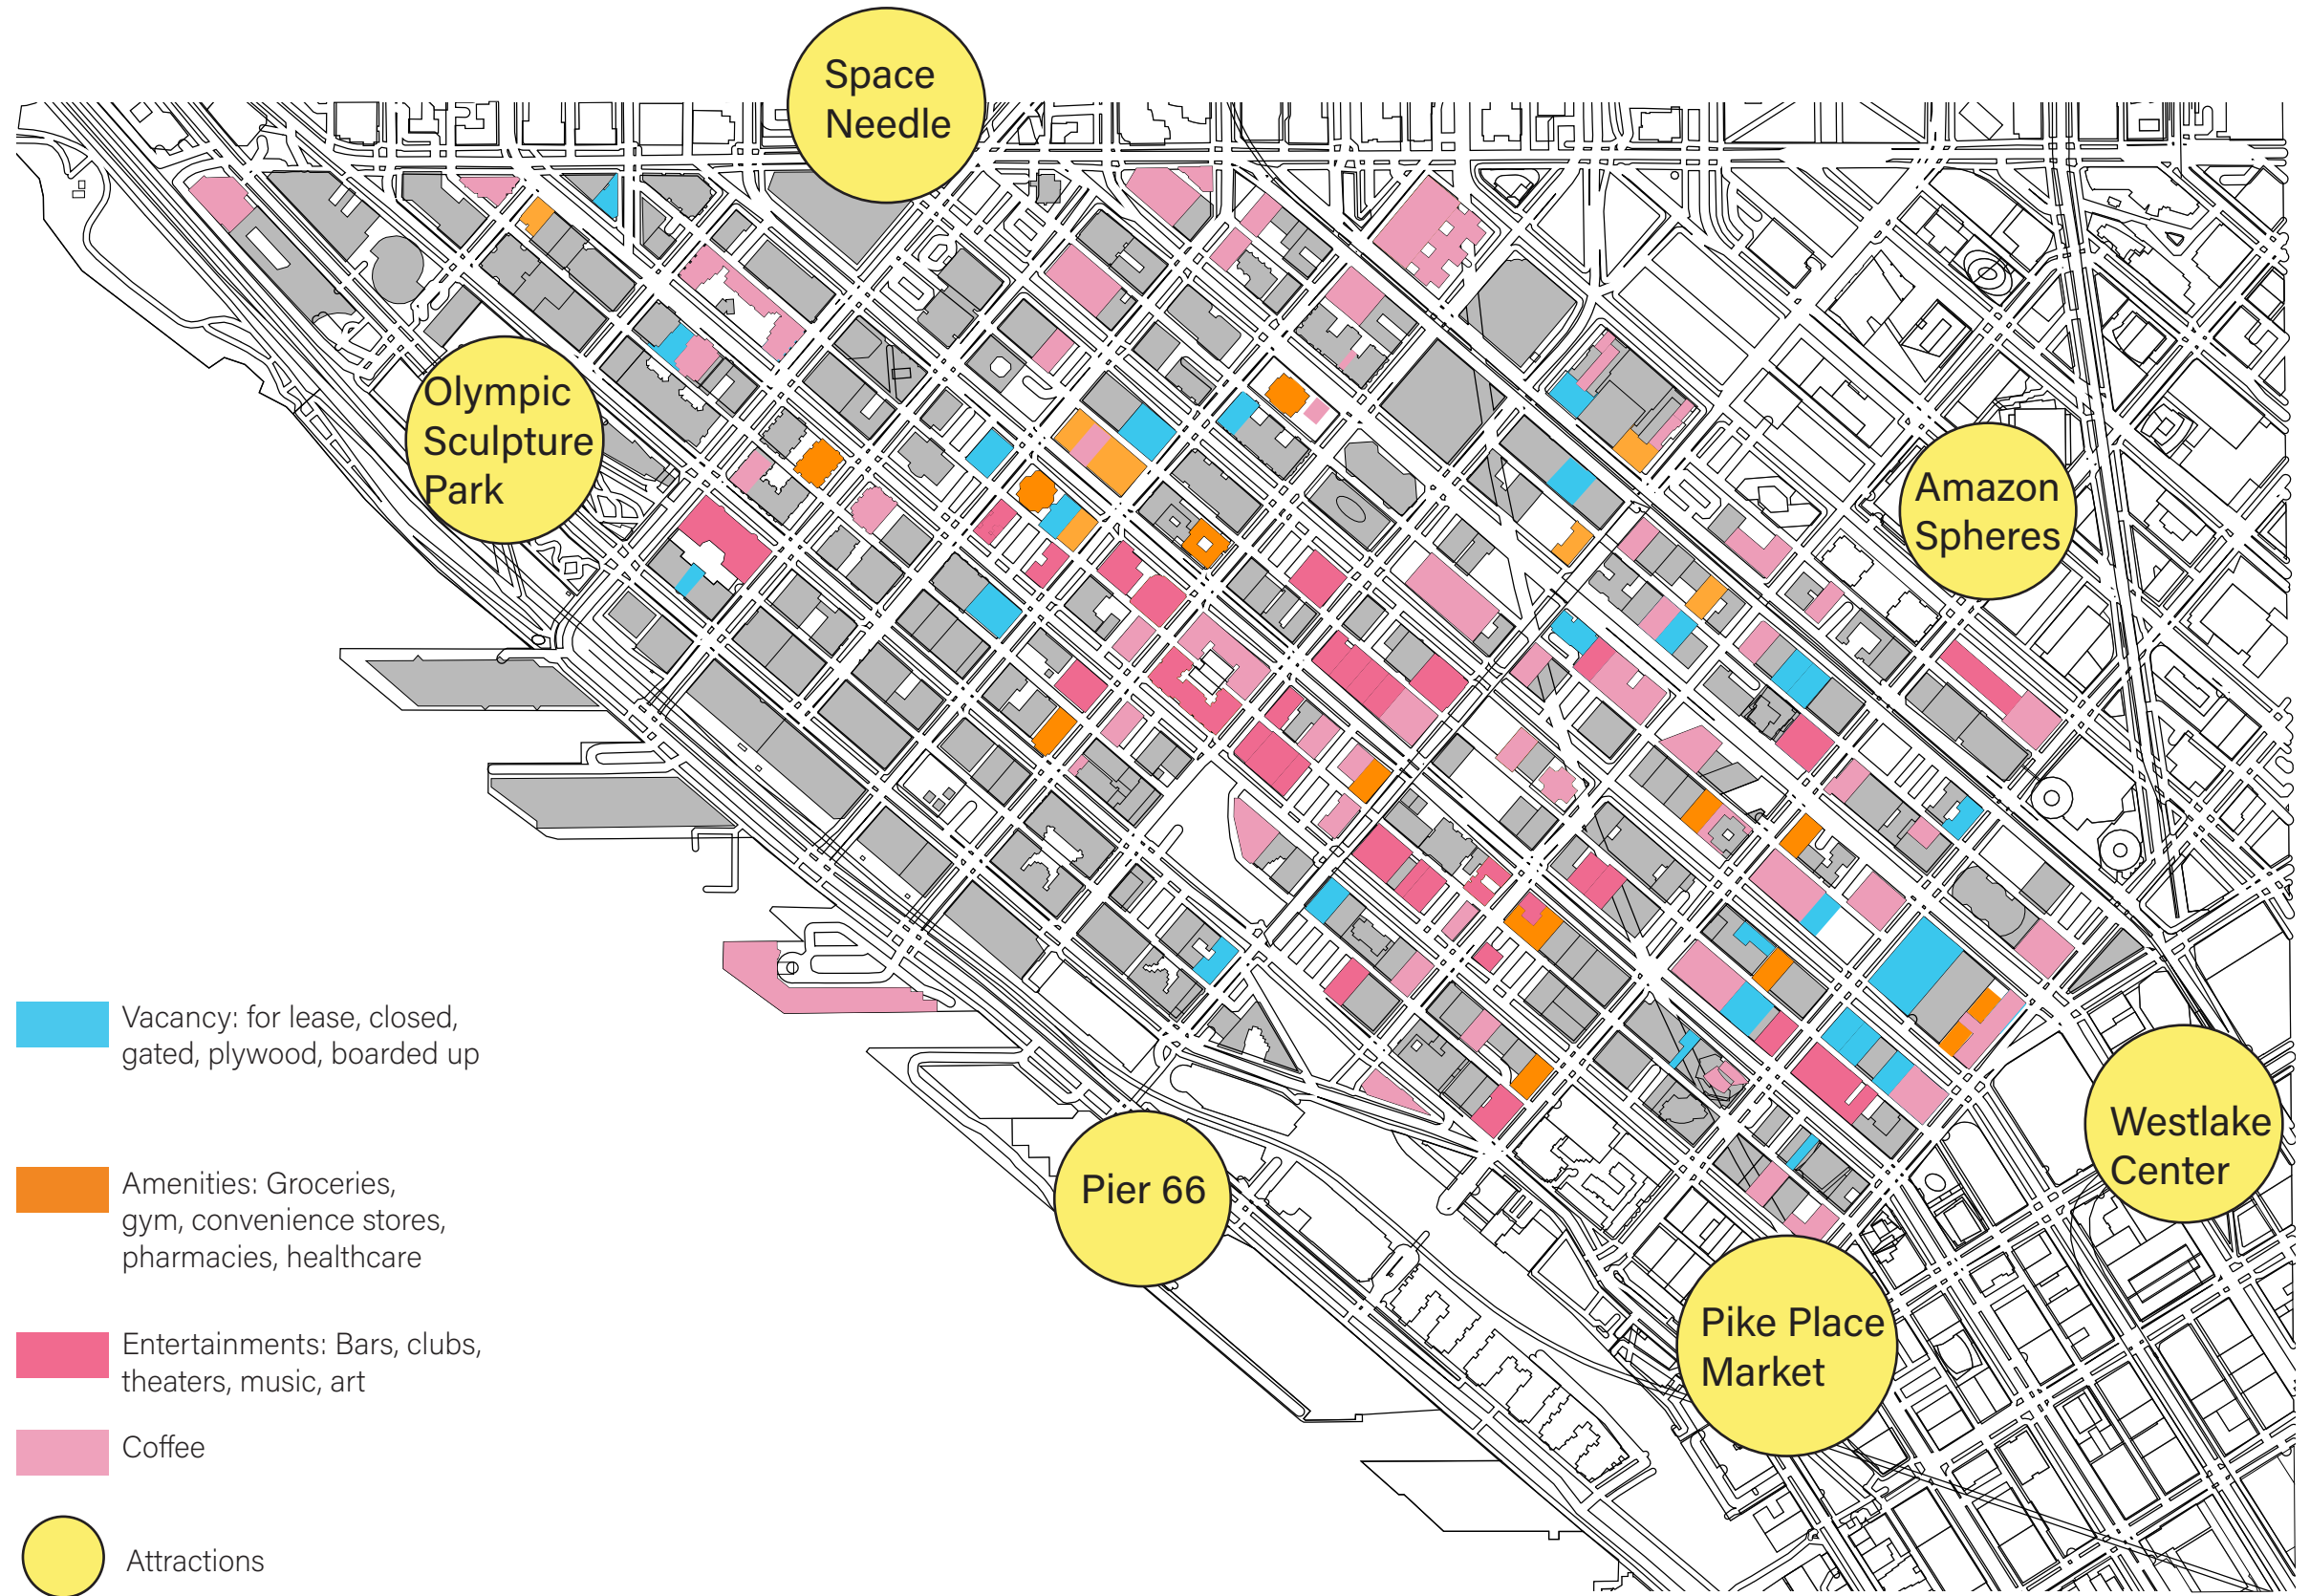 Space
Needle
Olympic
Sculpture
Park
Amazon
Spheres
Vacancy: for lease, closed,
gated, plywood, boarded up
Westlake
Center
Pier 66
Amenities: Groceries,
gym, convenience stores,
pharmacies, healthcare
Pike Place
Market
Entertainments: Bars, clubs,
theaters, music, art
Coffee
Attractions